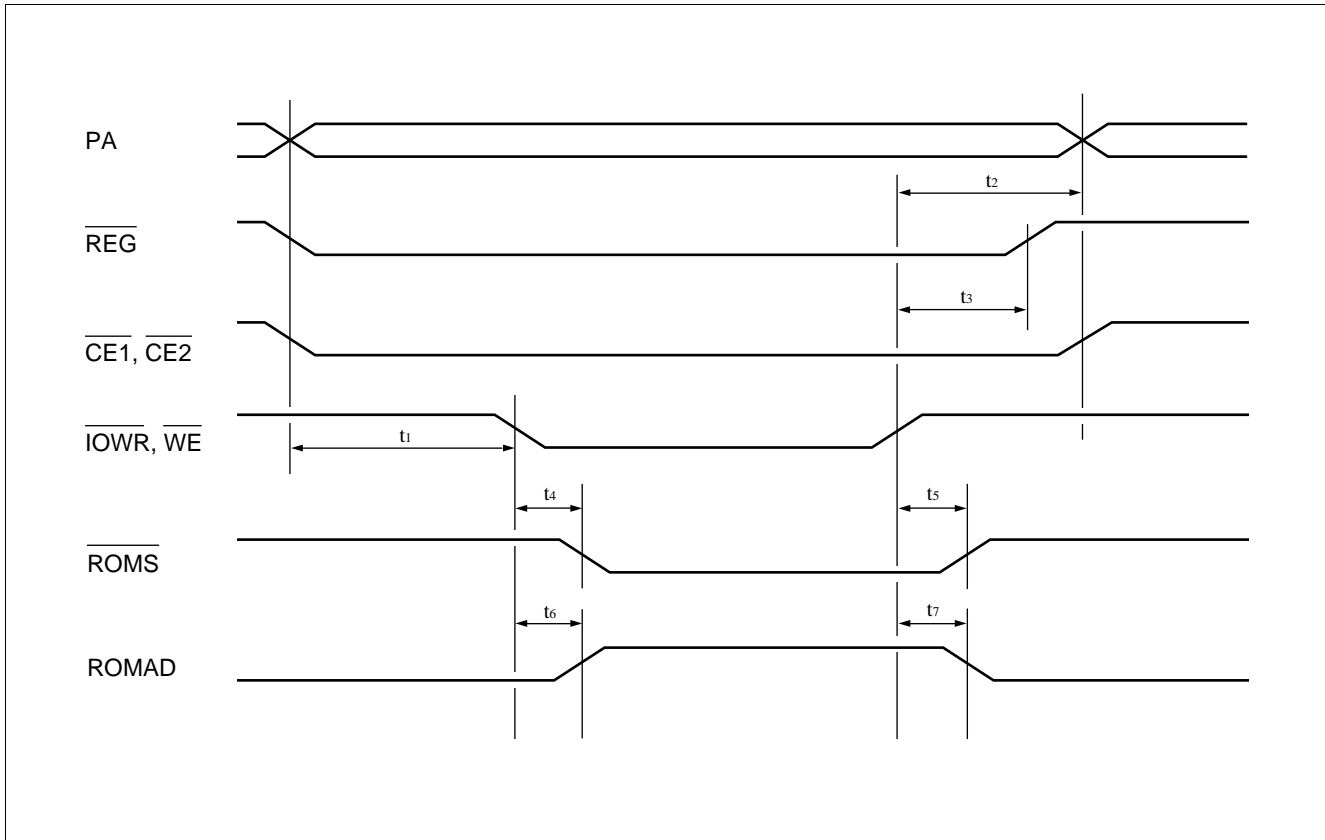 PA
t2
REG
t3
CE1, CE2
IOWR, WE
t1
t4
t5
ROMS
t6
t7
ROMAD